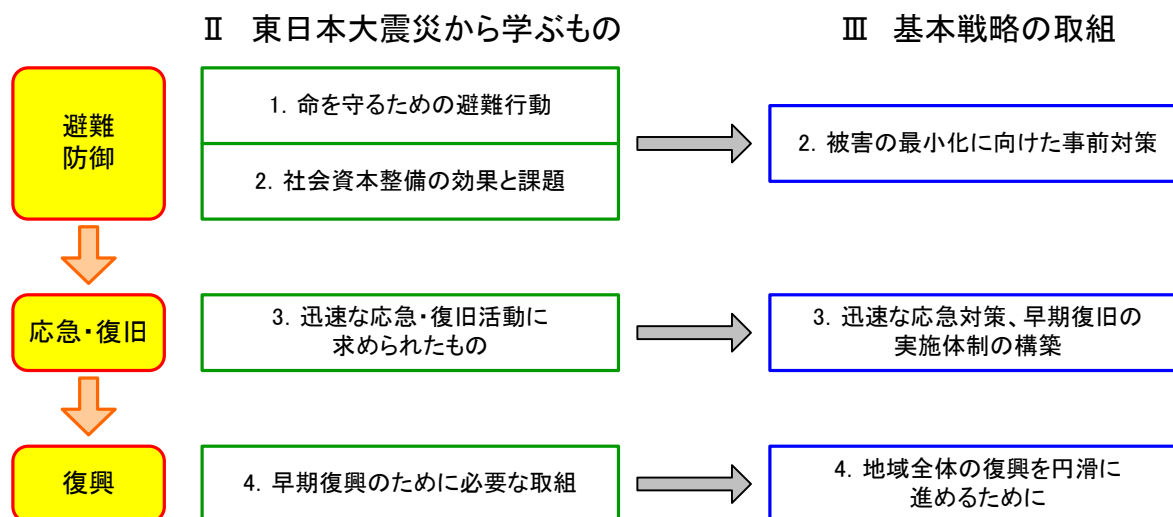 Ⅱ 東日本大震災から学ぶもの
Ⅲ 基本戦略の取組
避難
防御
1. 命を守るための避難行動
2. 社会資本整備の効果と課題
2. 被害の最小化に向けた事前対策
応急・復旧
3. 迅速な応急・復旧活動に
求められたもの
3. 迅速な応急対策、早期復旧の
実施体制の構築
復興
4. 早期復興のために必要な取組
4. 地域全体の復興を円滑に
進めるために